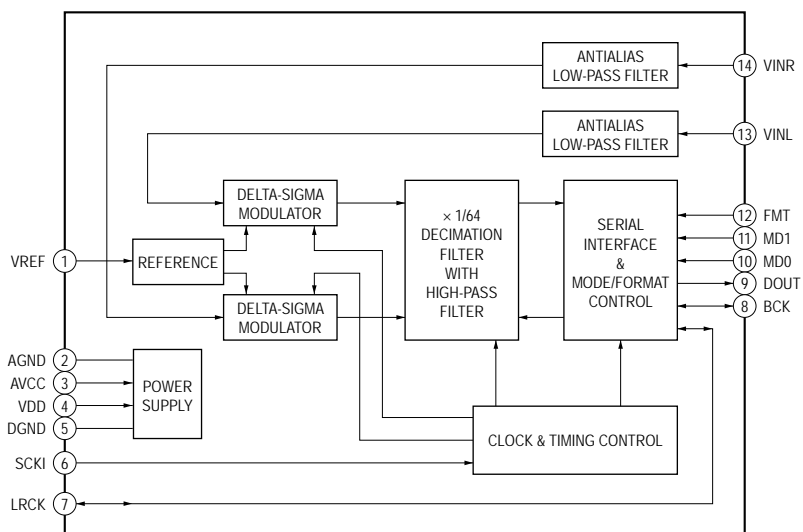 ANTIALIAS
LOW-PASS FILTER
14 VINR
ANTIALIAS
LOW-PASS FILTER
13 VINL
DELTA-SIGMA
MODULATOR
× 1/64
DECIMATION
FILTER
WITH
HIGH-PASS
FILTER
SERIAL
INTERFACE
&
MODE/FORMAT
CONTROL
12 FMT
11 MD1
10 MD0
9 DOUT
8 BCK
VREF 1
REFERENCE
DELTA-SIGMA
MODULATOR
AGND 2
AVCC 3
VDD 4
DGND 5
POWER
SUPPLY
CLOCK & TIMING CONTROL
SCKI 6
LRCK 7